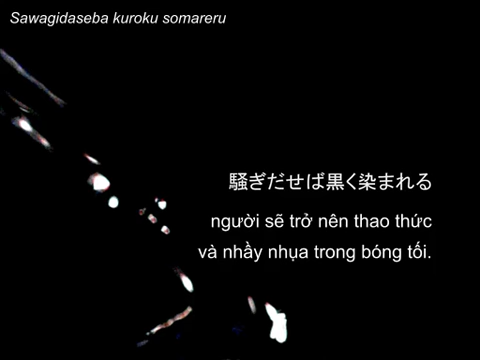 Sawagidaseba kuroku somareru
騒ぎだせば黒く染まれる
người sẽ trở nên thao thức
và nhầy nhụa trong bóng tối.